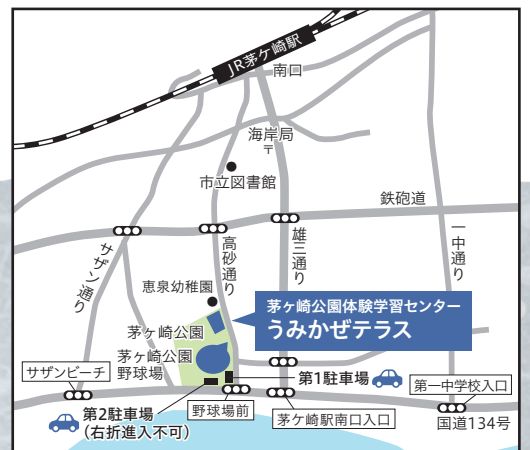 JR茅ケ崎駅
南口
海岸局
〒
市立図書館
鉄砲道
サザン通り
高砂通り
雄三通り
一中通り
恵泉幼稚園
茅ヶ崎公園体験学習センター
うみかぜテラス
茅ヶ崎公園
茅ヶ崎公園
野球場
サザンビーチ
第1駐車場
第一中学校入口
第2駐車場
(右折進入不可)
野球場前
茅ケ崎駅南口入口
国道134号